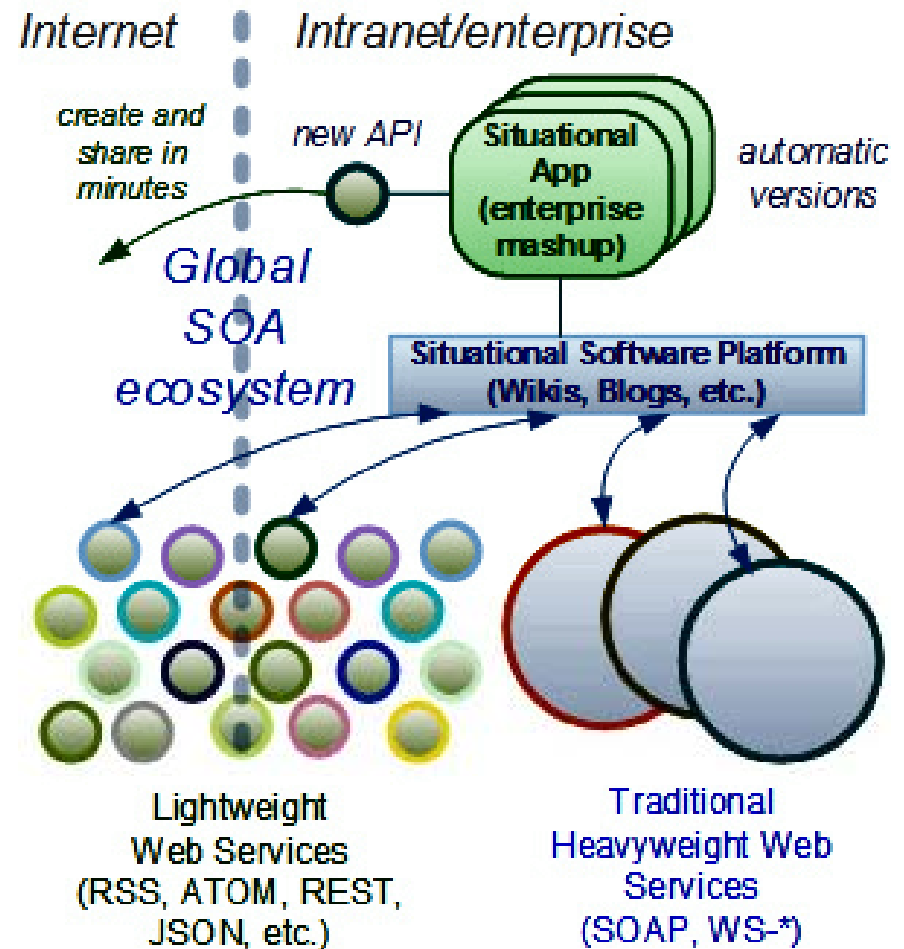 Internet
Intranet/enterprise
create and
share in
minutes
new API
Situational
App
(enterprise
mashup)
automatic
versions
Global
SOA
ecosystem
Situational Software Platform
(Wikis, Blogs, etc.)
Lightweight
Web Services
(RSS, ATOM, REST,
JSON, etc.)
Traditional
Heavyweight Web
Services
(SOAP, WS-*)